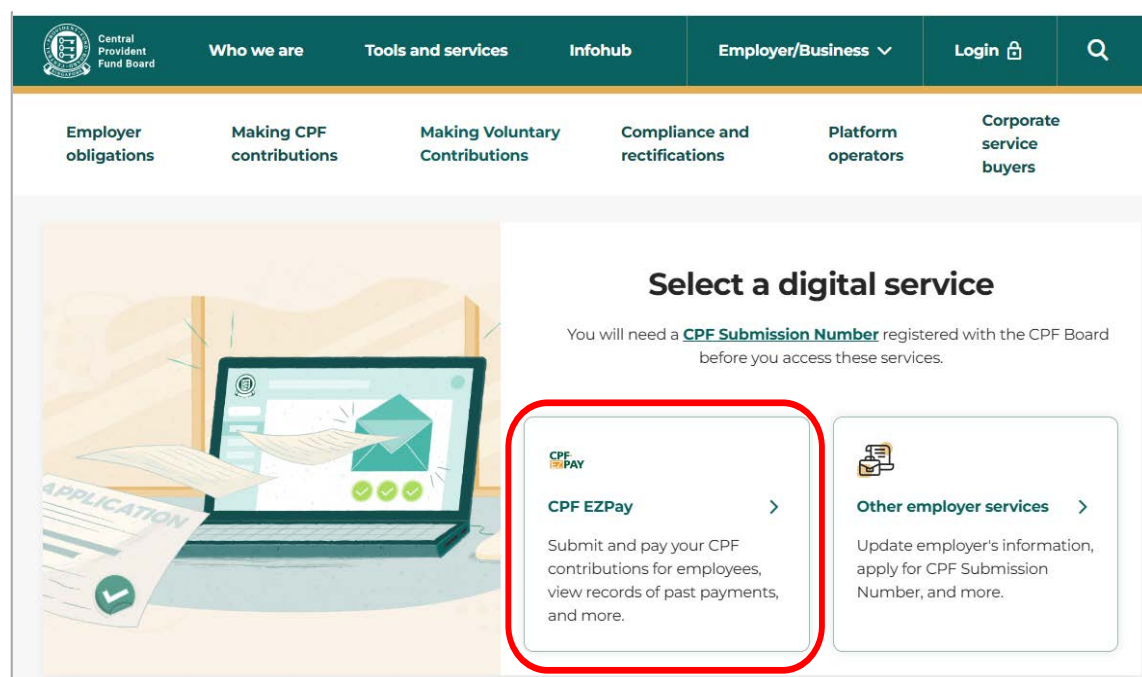 Central
Provident
Fund Board
Who we are
Tools and services
Infohub
Employer/Business
Login
Employer
obligations
Making CPF
contributions
Making Voluntary
Contributions
Compliance and
rectifications
Platform
operators
Corporate
service
buyers
Select a digital service
You will need a CPF Submission Number registered with the CPF Board
before you access these services.
APPLICATION
CPF
EZPAY
CPF EZPay
Submit and pay your CPF
contributions for employees,
view records of past payments,
and more.
Other employer services
Update employer's information,
apply for CPF Submission
Number, and more.